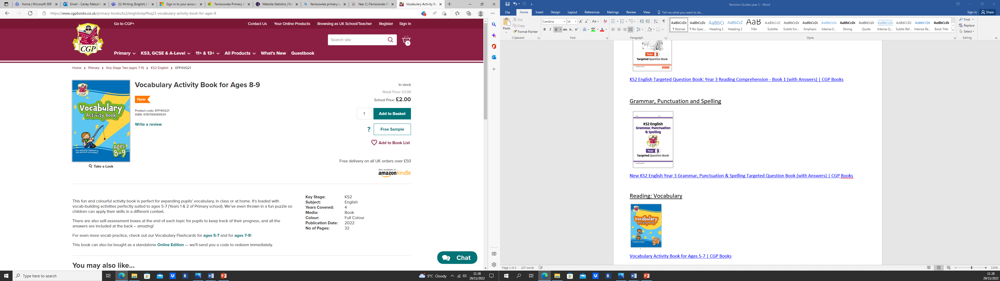 Home | Microsoft 365
Email - Carley Metcalfe
(1) Writing (English) |
Sign in to your accoun
Feniscowles Primary S
Website Statistics | Fer
feniscowles primary sc
Year 2 | Feniscowles Pr
Vocabulary Activity Bo
https://www.cgpbooks.co.uk/primary-books/ks2/english/epf4vq21-vocabulary-activity-book-for-ages-8
Go to CGP+
Contact Us
Your Online Products
Browsing as UK School/Teacher
Register
Sign In
CGP
Search site
0
Primary
KS3, GCSE & A-Level
11+ & 13+
All Products
What's New
Guestbook
Home > Primary > Key Stage Two (ages 7-11) > KS2 English > EPF4VQ21
CGP
Vocabulary
Activity Book
Fun activities matched to
the national curriculum!
Ages
8-9
Take a Look
Vocabulary Activity Book for Ages 8-9
New
Product code: EPF4VQ21
ISBN: 9781789089929
Write a review
In stock
Retail Price: £3.99
School Price: £2.00
1
Add to Basket
? Free Sample
Add to Book List
Free delivery on all UK orders over £50
Also available on
amazonkindle
This fun and colourful activity book is perfect for expanding pupils' vocabulary, in class or at home. It's loaded with
vocab-building activities perfectly suited to ages 5-7 (Years 1 & 2 of Primary school). We've even thrown in a fun puzzle so
children can apply their skills in a different context.
There are also self-assessment boxes at the end of each topic for pupils to keep track of their progress, and all the
answers are included at the back – amazing!
For even more vocab practice, check out our Vocabulary Flashcards for ages 5-7 and for ages 7-9!
This book can also be bought as a standalone Online Edition — we'll send you a code to redeem immediately.
Key Stage: KS2
Subject: English
Years Covered: 4
Media: Book
Colour: Full Colour
Publication Date: 2022
No of Pages: 32
Chat
You may also like...
Type here to search
5°C Cloudy
11:28
29/11/2022
Revision Guides year 1 - Word
File
Home
Insert
Design
Layout
References
Mailings
Review
View
Tell me what you want to do...
Sign in
Share
Paste
Cut
Copy
Format Painter
Clipboard
Cambria
14
Font
Paragraph
¶ Normal
¶ No Spac...
Heading 1
Heading 2
Title
Subtitle
Subtle Em...
Emphasis
Intense E...
Strong
Quote
Intense Q...
Subtle Ref...
Intense Re...
Book Title
Styles
Find
Replace
Select
Editing
Year 3
Targeted Question Book
KS2 English Targeted Question Book: Year 3 Reading Comprehension - Book 1 (with Answers) | CGP Books
Grammar, Punctuation and Spelling
KS2 English
Grammar, Punctuation
& Spelling
CGP
Year 3
Targeted Question Book
New KS2 English Year 3 Grammar, Punctuation & Spelling Targeted Question Book (with Answers) | CGP Books
Reading: Vocabulary
Vocabulary
Activity Book
Ages
5-7
Vocabulary Activity Book for Ages 5-7 | CGP Books
Page 1 of 2
107 words
130%
11:28
29/11/2022